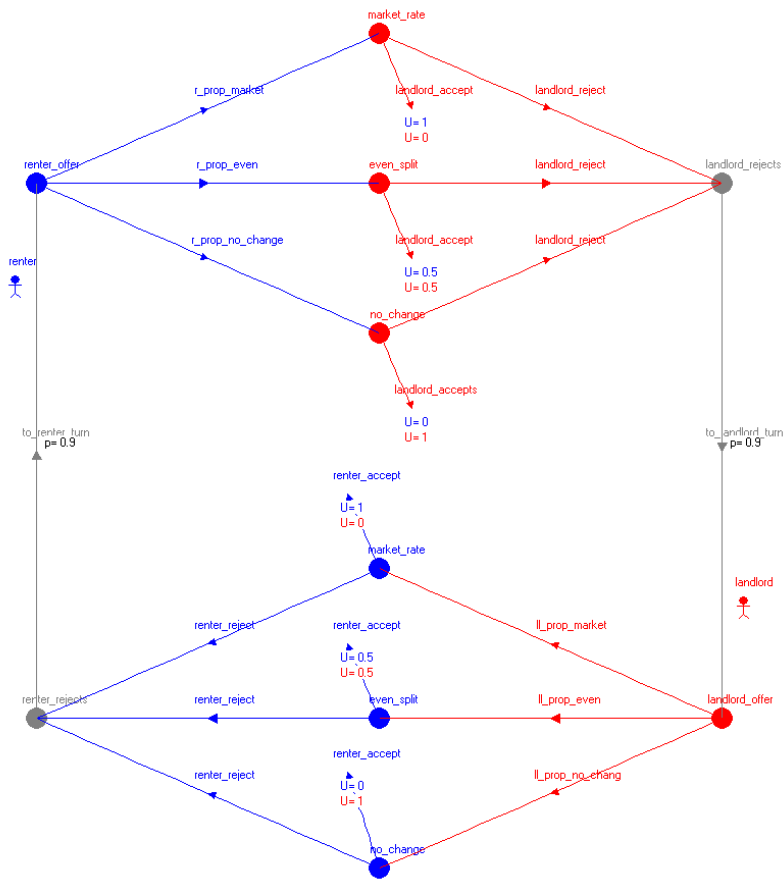 market_rate
r_prop_market
landlord_accept
landlord_reject
U= 1
U= 0
renter_offer
r_prop_even
even_split
landlord_reject
landlord_rejects
r_prop_no_change
landlord_accept
landlord_reject
renter
U= 0.5
U= 0.5
no_change
landlord_accepts
U= 0
U= 1
to_renter_turn
p= 0.9
to_landlord_turn
p= 0.9
renter_accept
U= 1
U= 0
market_rate
landlord
renter_reject
renter_accept
ll_prop_market
U= 0.5
U= 0.5
renter_rejects
renter_reject
even_split
ll_prop_even
landlord_offer
renter_accept
renter_reject
ll_prop_no_chang
U= 0
U= 1
no_change